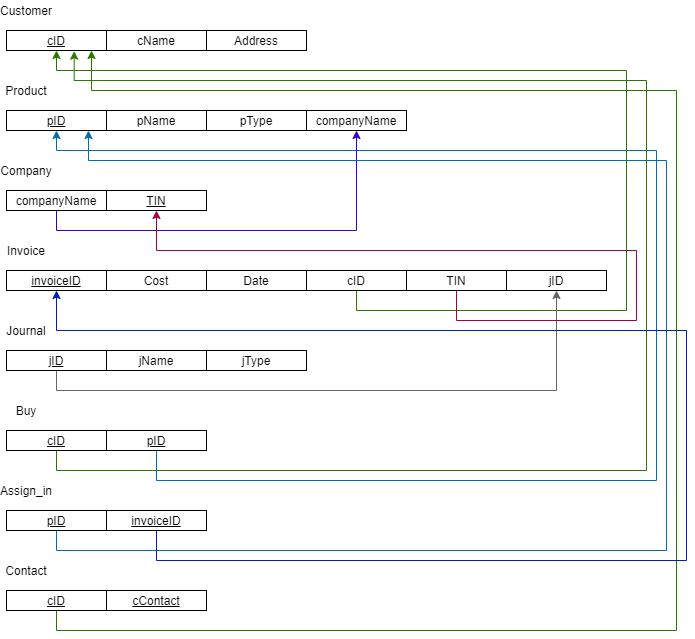 Customer
cID cName Address
Product
pID pName pType companyName
Company
companyName TIN
Invoice
invoiceID Cost Date cID TIN jID
Journal
jID jName jType
Buy
cID pID
Assign_in
pID invoiceID
Contact
cID cContact